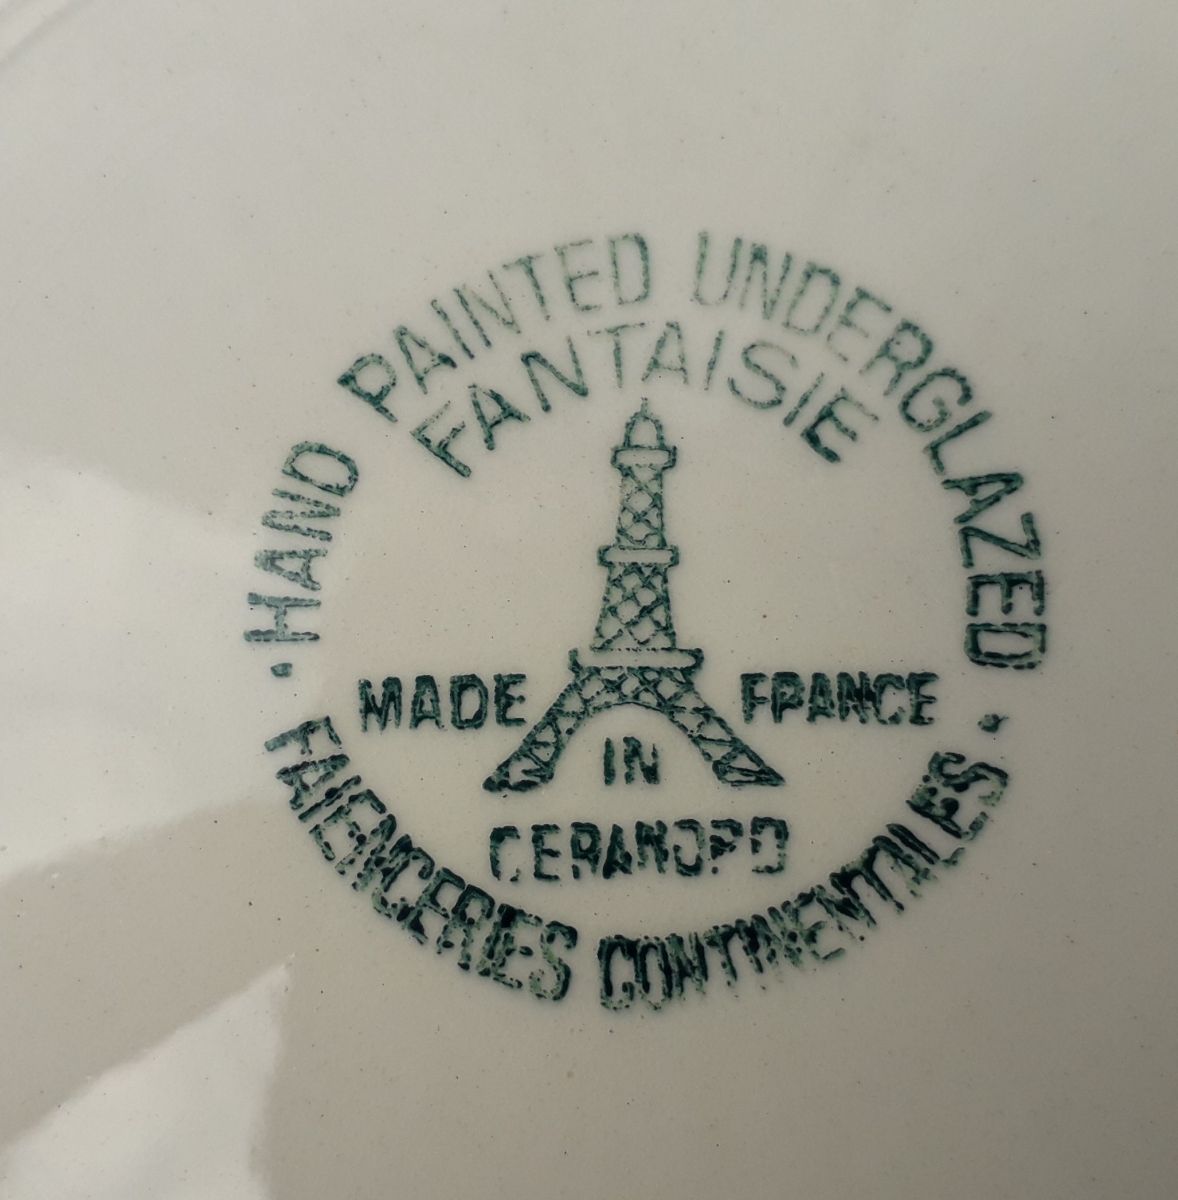 HAND PAINTED UNDERGLAZED
FANTAISIE
MADE IN FRANCE
CERANORD
FAIENCERIES CONTINENTALES